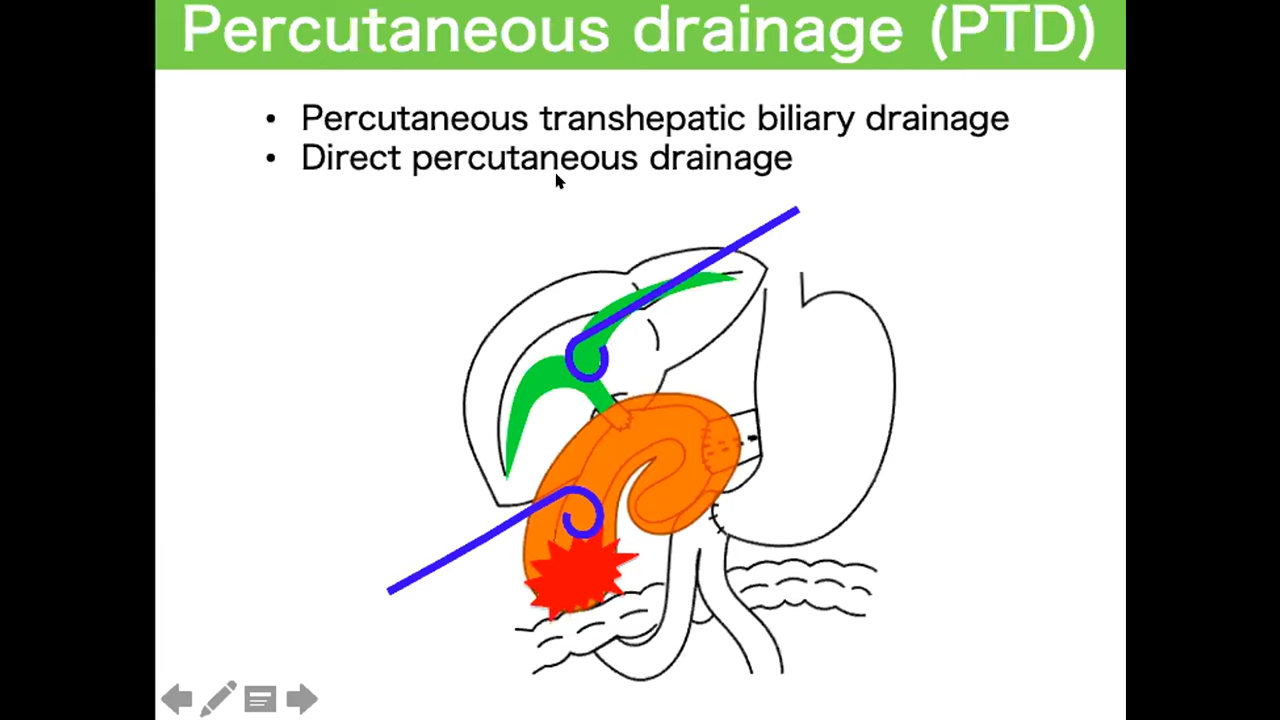 Percutaneous drainage (PTD)
• Percutaneous transhepatic biliary drainage
• Direct percutaneous drainage